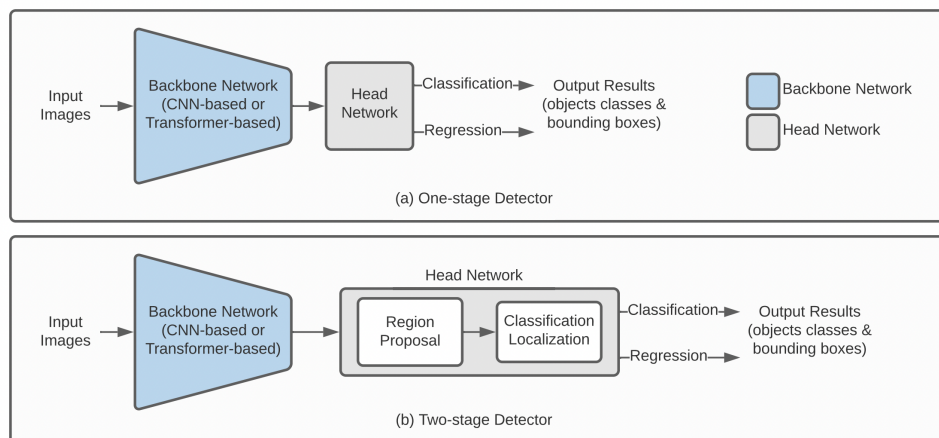 Input
Images
Backbone Network
(CNN-based or
Transformer-based)
Head
Network
Classification
Regression
Output Results
(objects classes &
bounding boxes)
Backbone Network
Head Network
(a) One-stage Detector
Input
Images
Backbone Network
(CNN-based or
Transformer-based)
Head Network
Region
Proposal
Classification
Localization
Classification
Regression
Output Results
(objects classes &
bounding boxes)
(b) Two-stage Detector